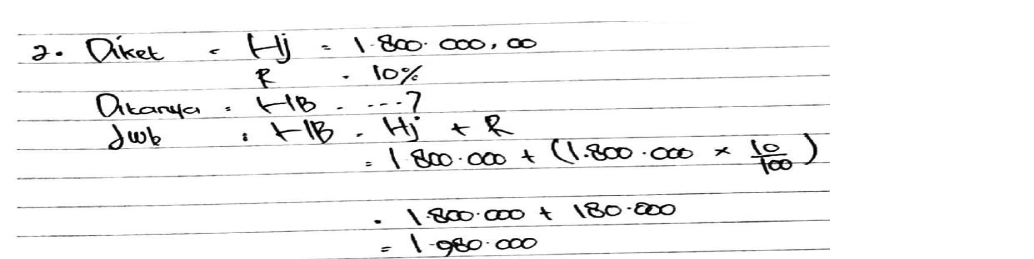 2. Diket = Hj = 1.800.000,00
R = 10%
Ditanya : HB = ....?
Jwb : HB = Hj + R
= 1.800.000 + (1.800.000 × 10/100)
= 1.800.000 + 180.000
= 1.980.000